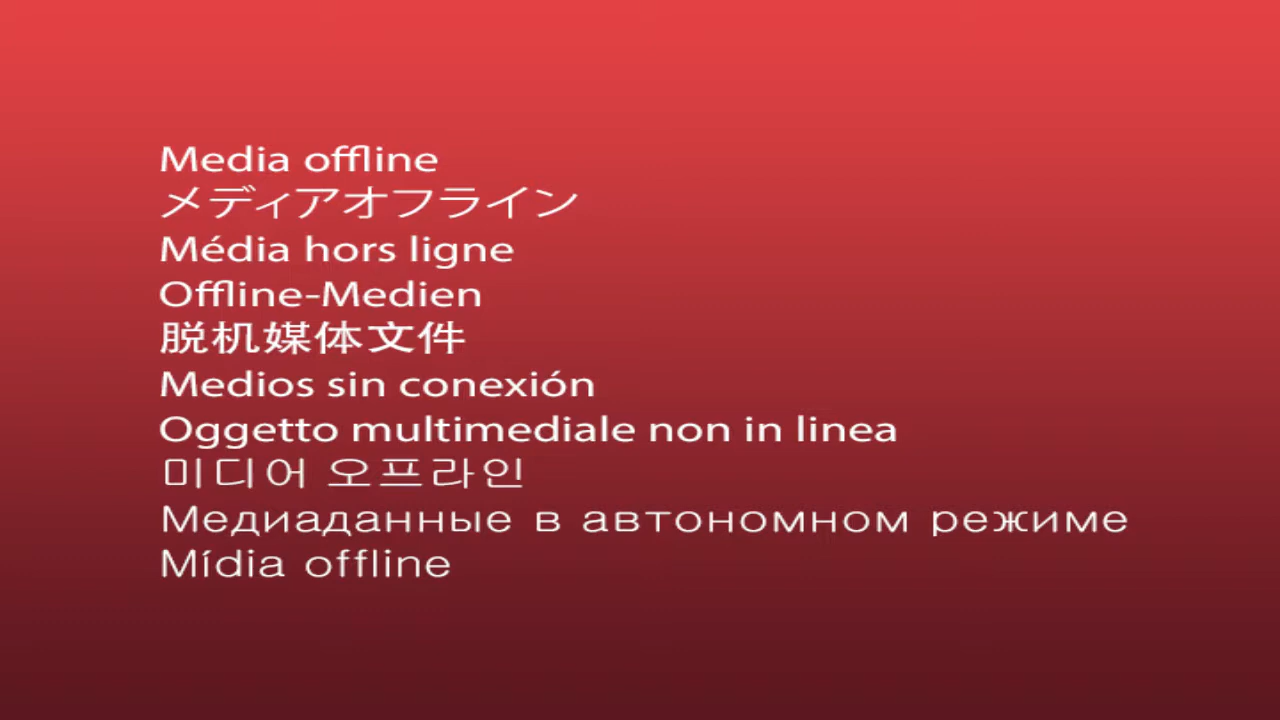 Media offline
メディアオフライン
Média hors ligne
Offline-Medien
脱机媒体文件
Medios sin conexión
Oggetto multimediale non in linea
미디어 오프라인
Медиаданные в автономном режиме
Mídia offline